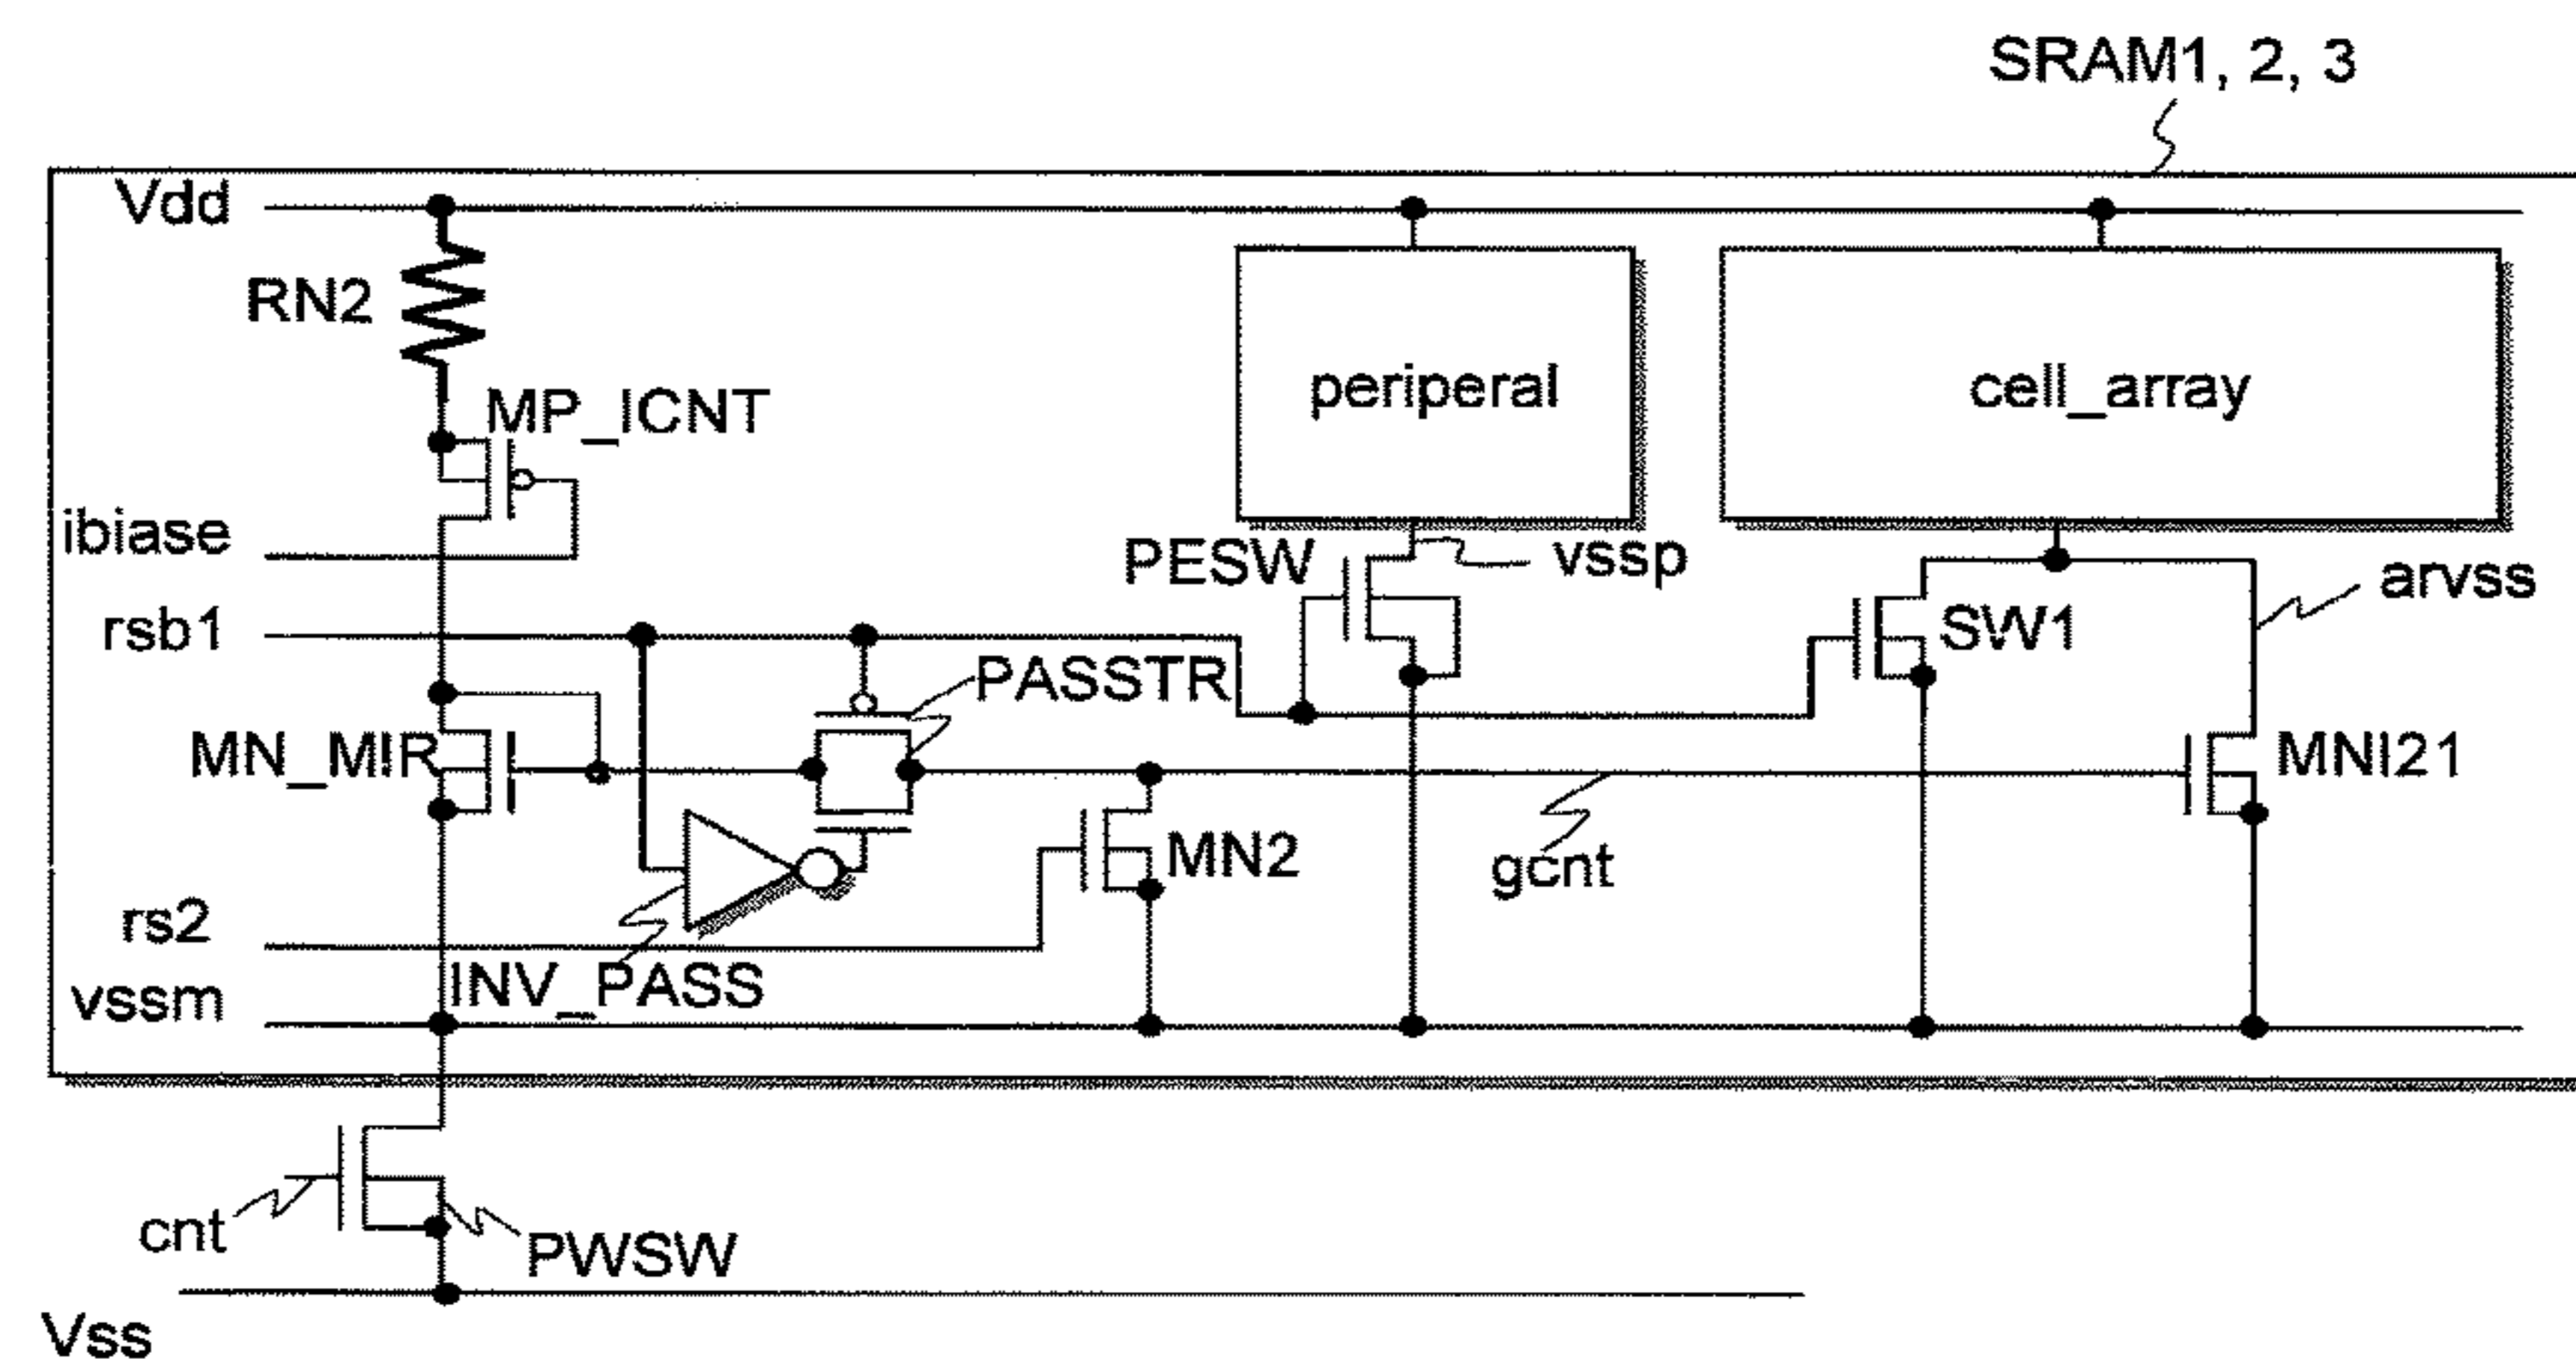 SRAM1, 2, 3
Vdd
RN2
MP_ICNT
periperal
cell_array
ibiase
PESW
vssp
arvss
rsb1
SW1
PASSTR
MN_MIR
MNI21
MN2
gcnt
rs2
INV_PASS
vssm
cnt
PWSW
Vss